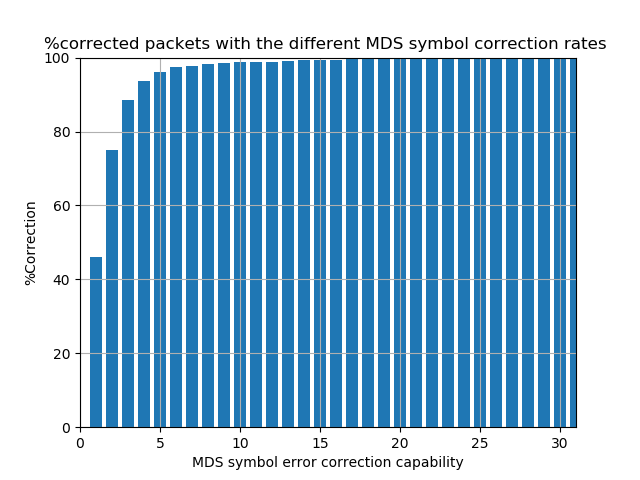 %corrected packets with the different MDS symbol correction rates
100
80
60
40
20
0
%Correction
0 5 10 15 20 25 30
MDS symbol error correction capability